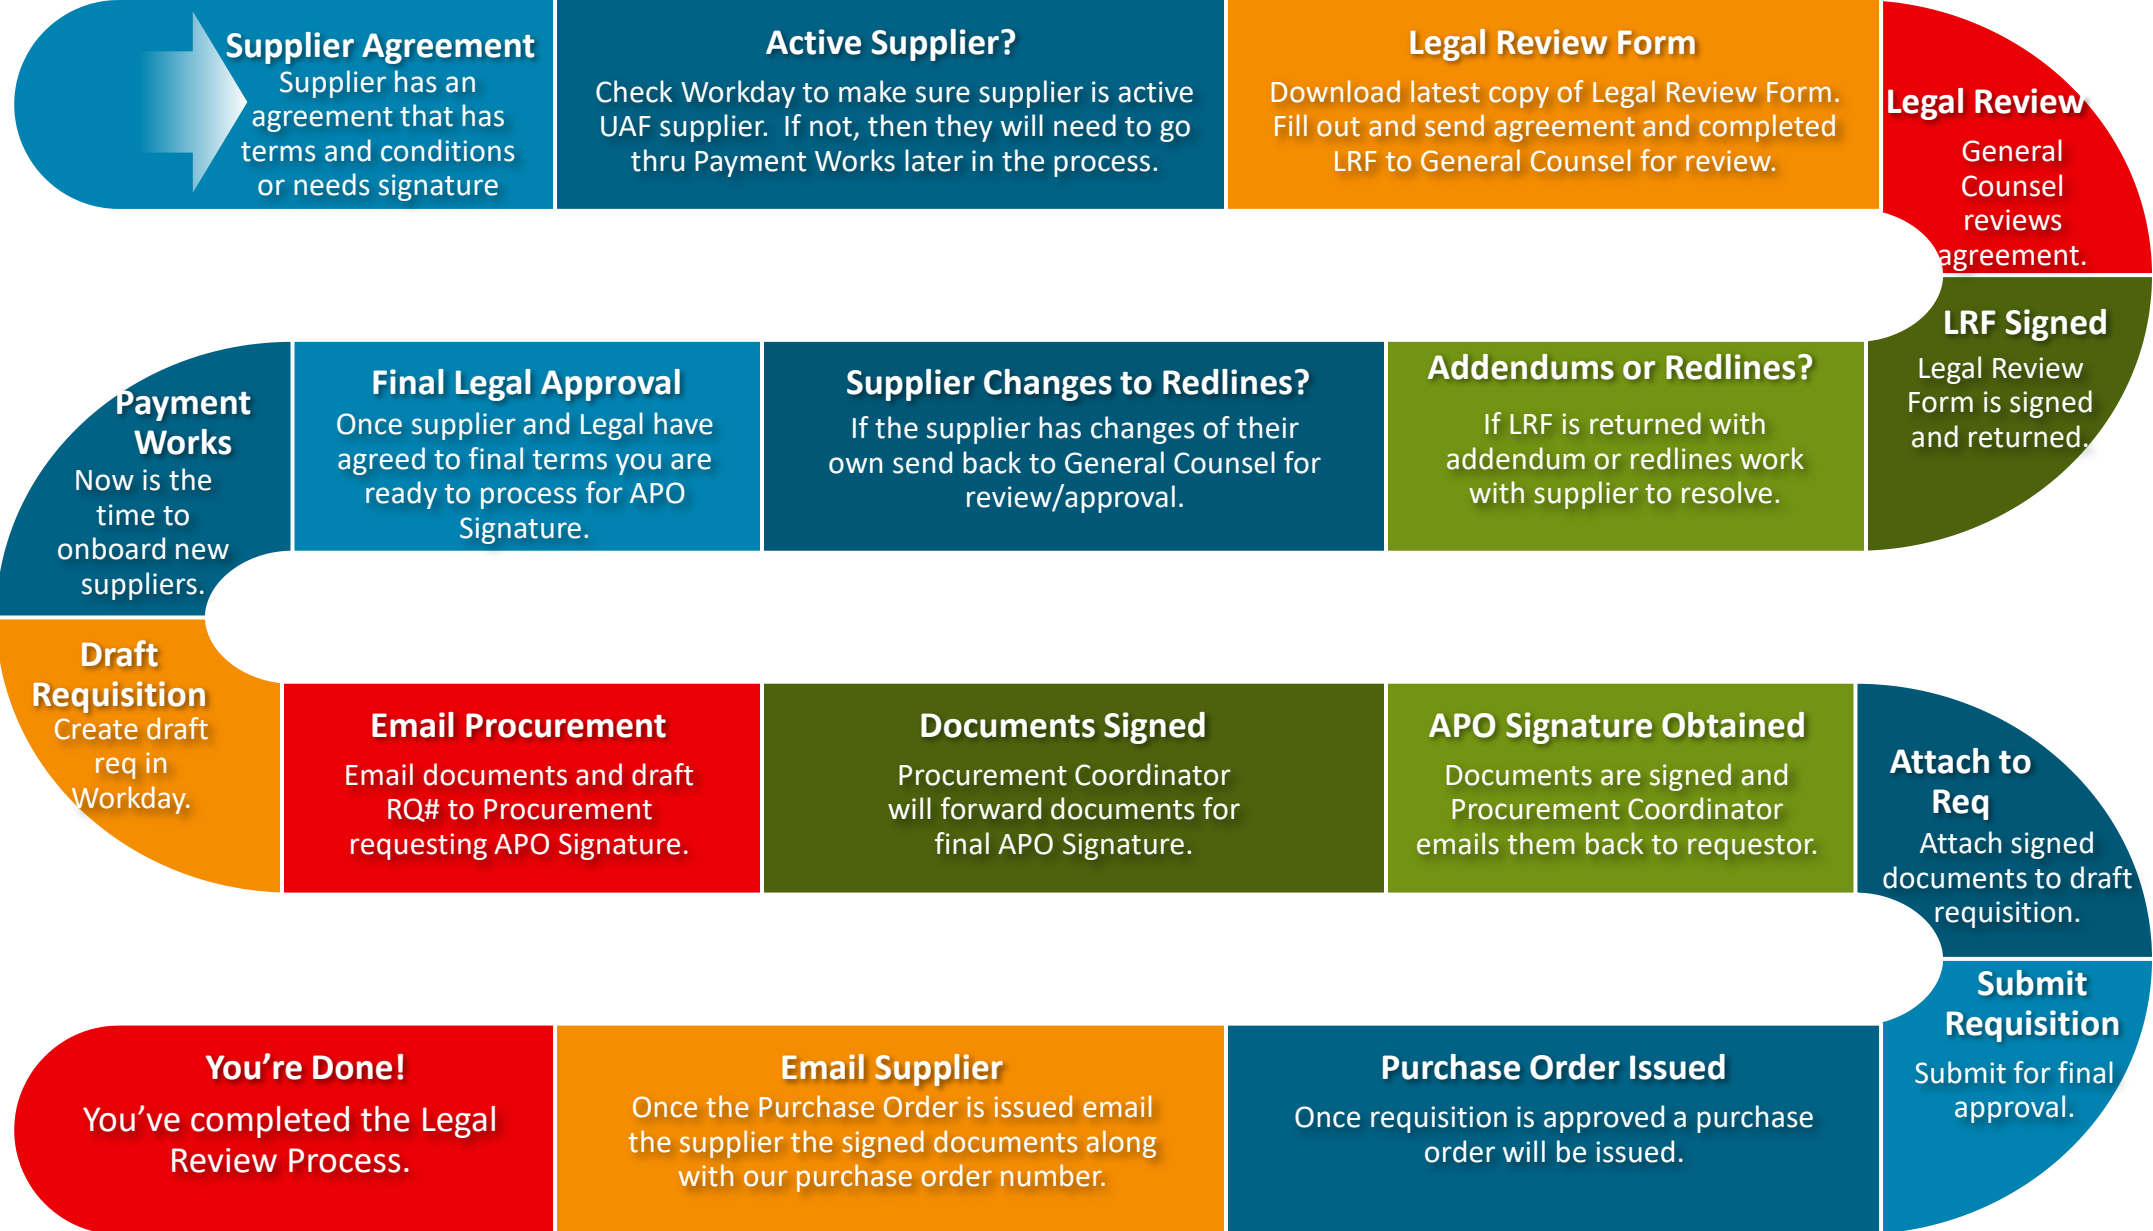 Supplier Agreement
Supplier has an
agreement that has
terms and conditions
or needs signature
Active Supplier?
Check Workday to make sure supplier is active
UAF supplier.  If not, then they will need to go
thru Payment Works later in the process.
Legal Review Form
Download latest copy of Legal Review Form.
Fill out and send agreement and completed
LRF to General Counsel for review.
Legal Review
General
Counsel
reviews
agreement.
LRF Signed
Legal Review
Form is signed
and returned.
Addendums or Redlines?
If LRF is returned with
addendum or redlines work
with supplier to resolve.
Supplier Changes to Redlines?
If the supplier has changes of their
own send back to General Counsel for
review/approval.
Final Legal Approval
Once supplier and Legal have
agreed to final terms you are
ready to process for APO
Signature.
Payment
Works
Now is the
time to
onboard new
suppliers.
Draft
Requisition
Create draft
req in
Workday.
Email Procurement
Email documents and draft
RQ# to Procurement
requesting APO Signature.
Documents Signed
Procurement Coordinator
will forward documents for
final APO Signature.
APO Signature Obtained
Documents are signed and
Procurement Coordinator
emails them back to requestor.
Attach to
Req
Attach signed
documents to draft
requisition.
Submit
Requisition
Submit for final
approval.
Purchase Order Issued
Once requisition is approved a purchase
order will be issued.
Email Supplier
Once the Purchase Order is issued email
the supplier the signed documents along
with our purchase order number.
You’re Done!
You’ve completed the Legal
Review Process.